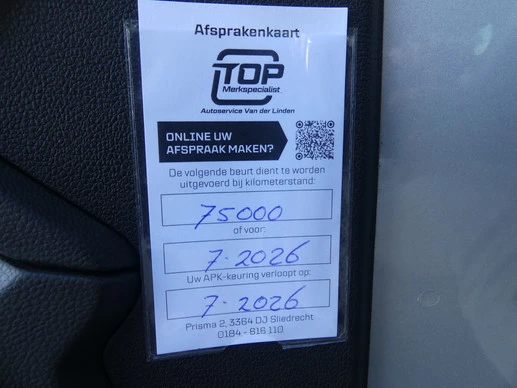 Afsprakenkaart
TOP
Merkspecialist
Autoservice Van der Linden
ONLINE UW
AFSPRAAK MAKEN?
De volgende beurt dient te worden
uitgevoerd bij kilometerstand:
75000
of voor:
7-2026
Uw APK-keuring verloopt op:
7-2026
Prisma 2, 3364 DJ Sliedrecht
0184 - 616 110